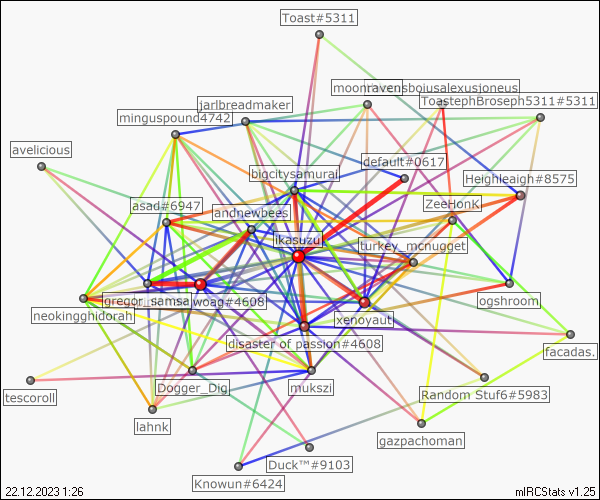 Toast#5311
moonravensboiusalexusjoneus
jarlbreadmaker
ToastephBroseph5311#5311
minguspound4742
avelicious
default#0617
bigcitysamurai
Heighleaigh#8575
asad#6947
ZeeHonK
andnewbees
ikasuzu
turkey_mcnugget
gregor_samsa
woag#4608
ogshroom
neokingghidorah
xenoyaut
disaster of passion#4608
facadas.
tescoroll
Dogger_Dig
mukszi
Random Stuf6#5983
lahnk
gazpachoman
Duck™#9103
Knowun#6424
22.12.2023 1:26
mIRCStats v1.25